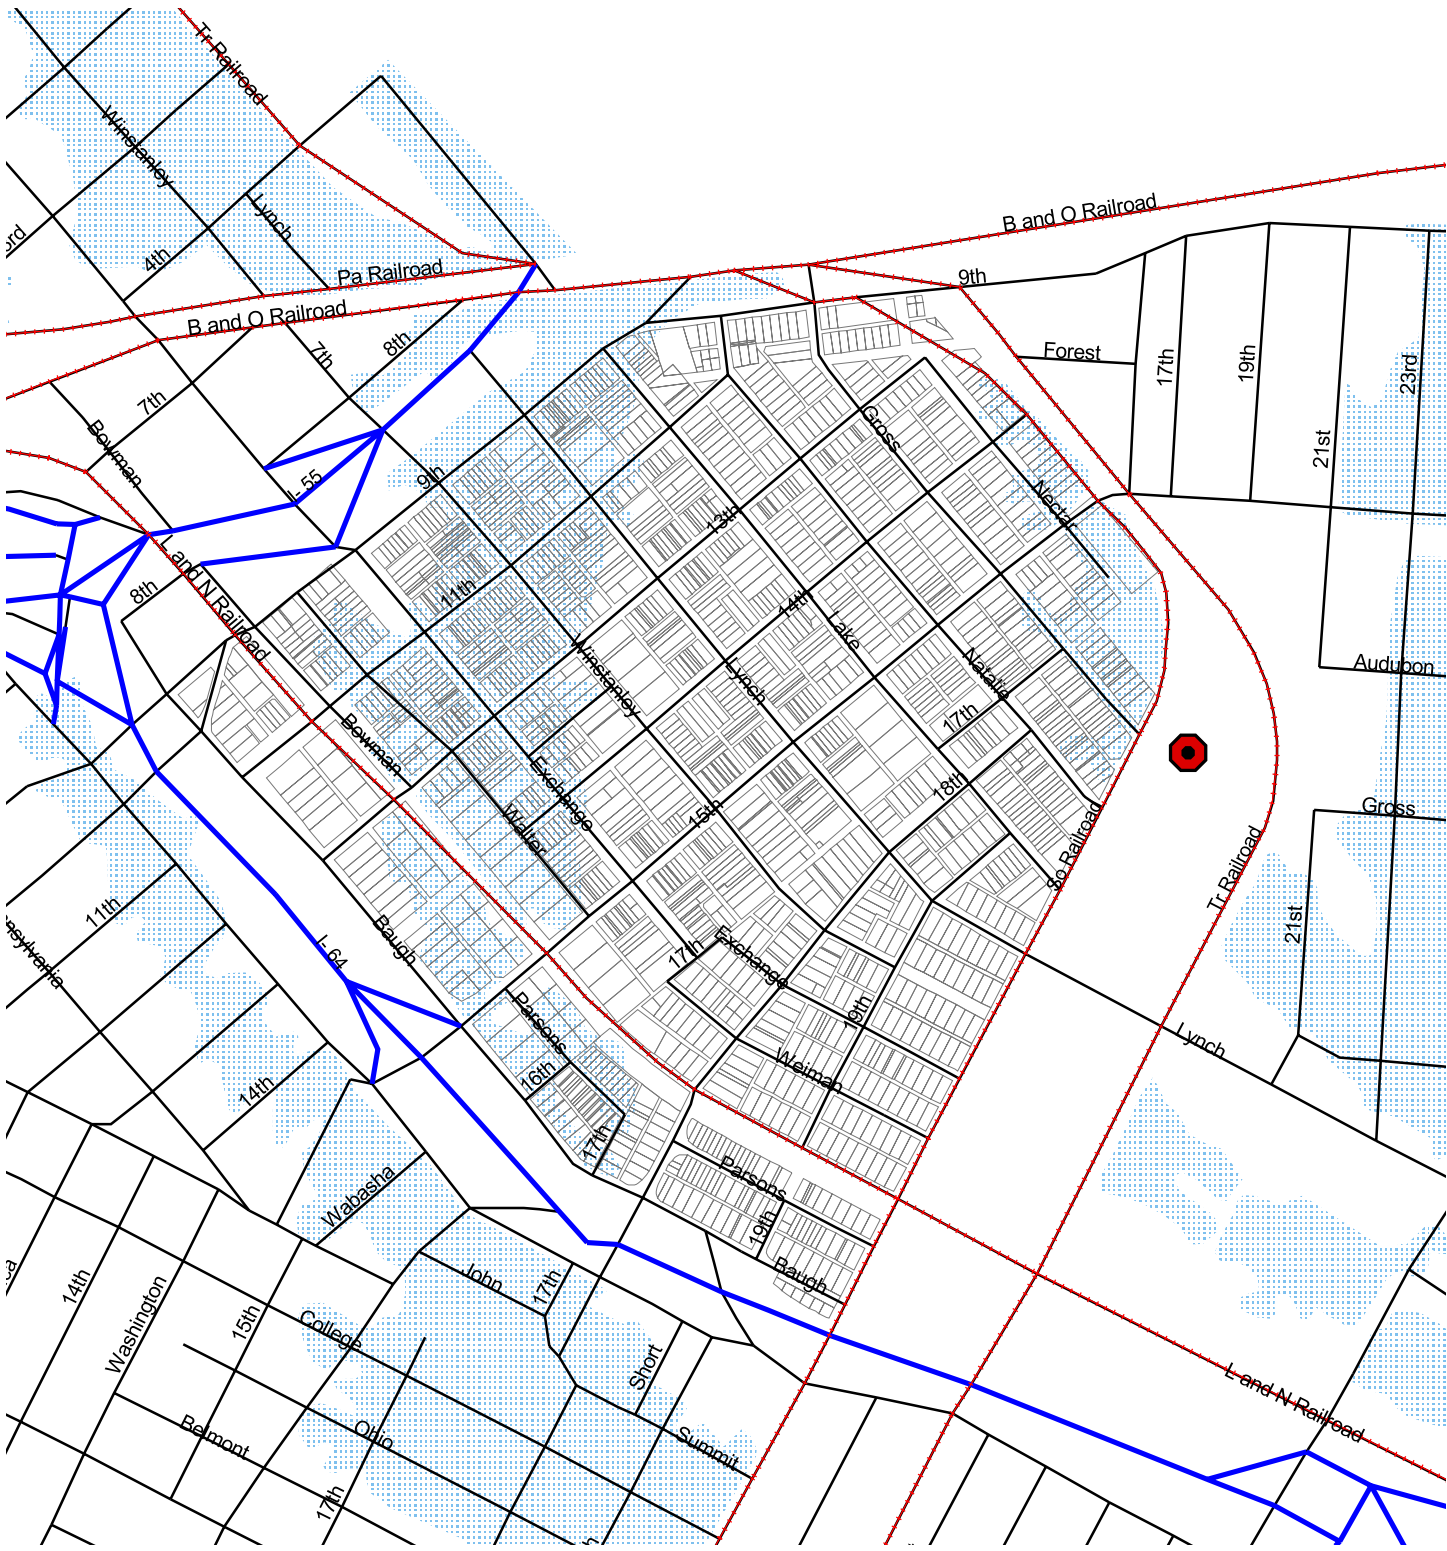 Tr Railroad
Winstanley
Lynch
4th
Pa Railroad
B and O Railroad
B and O Railroad
9th
3rd
7th
8th
7th
Bowman
I- 55
9th
Forest
17th
19th
23rd
21st
Gross
Nectar
13th
L and N Railroad
8th
11th
14th
Lake
Winstanley
Lynch
Natalie
17th
Audubon
Bowman
Exchange
Walter
15th
18th
So Railroad
Gross
Tr Railroad
11th
Baugh
I- 64
17th
Exchange
19th
21st
Parsons
16th
Weiman
Lynch
14th
17th
Wabasha
Parsons
19th
Baugh
14th
Washington
15th
College
John
17th
Short
Belmont
Ohio
17th
Summit
L and N Railroad